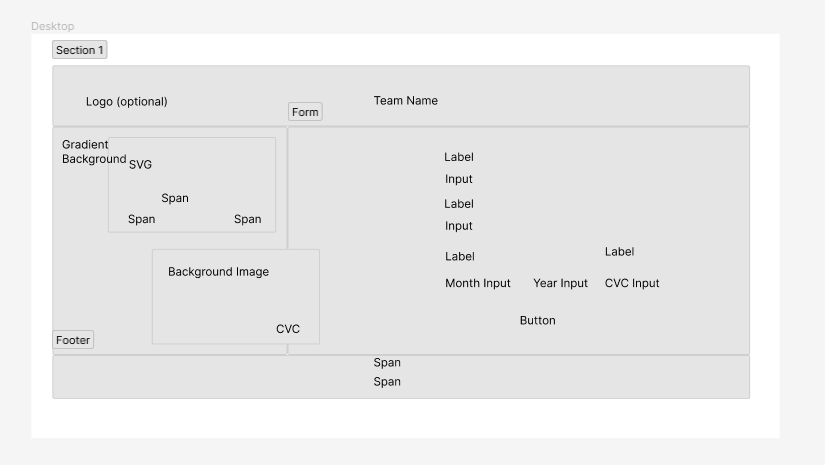 Desktop
Section 1
Logo (optional)
Team Name
Form
Gradient
Background
SVG
Span
Span
Span
Background Image
CVC
Label
Input
Label
Input
Label
Label
Month Input
Year Input
CVC Input
Button
Footer
Span
Span